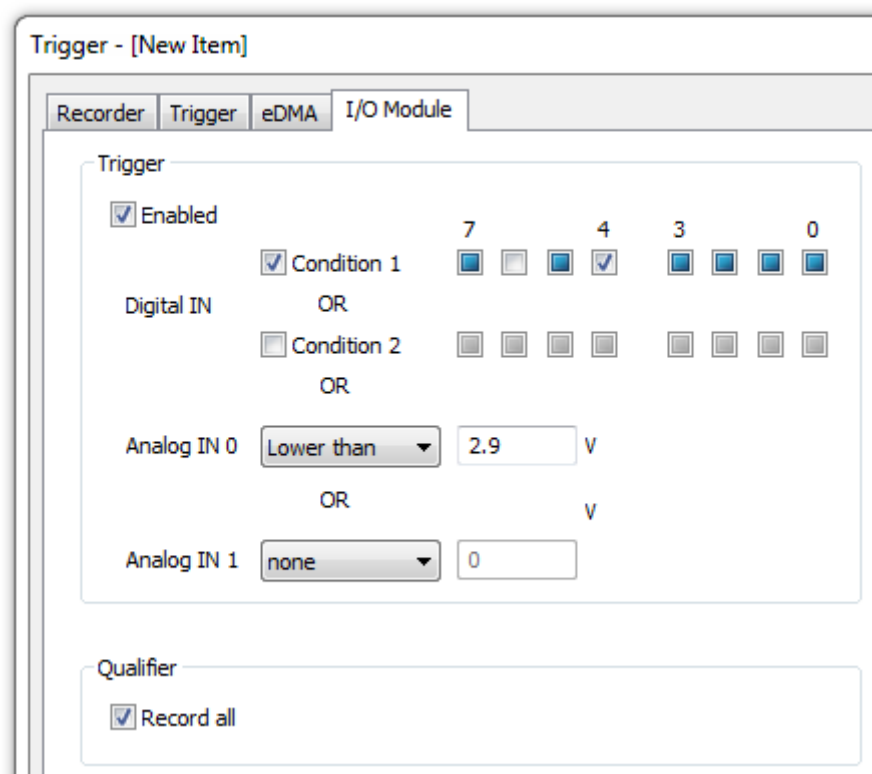 Trigger - [New Item]
Recorder Trigger eDMA I/O Module
Trigger
Enabled
7 4 3 0
Condition 1
Digital IN OR
Condition 2
OR
Analog IN 0 Lower than 2.9 V
OR
V
Analog IN 1 none 0
Qualifier
Record all